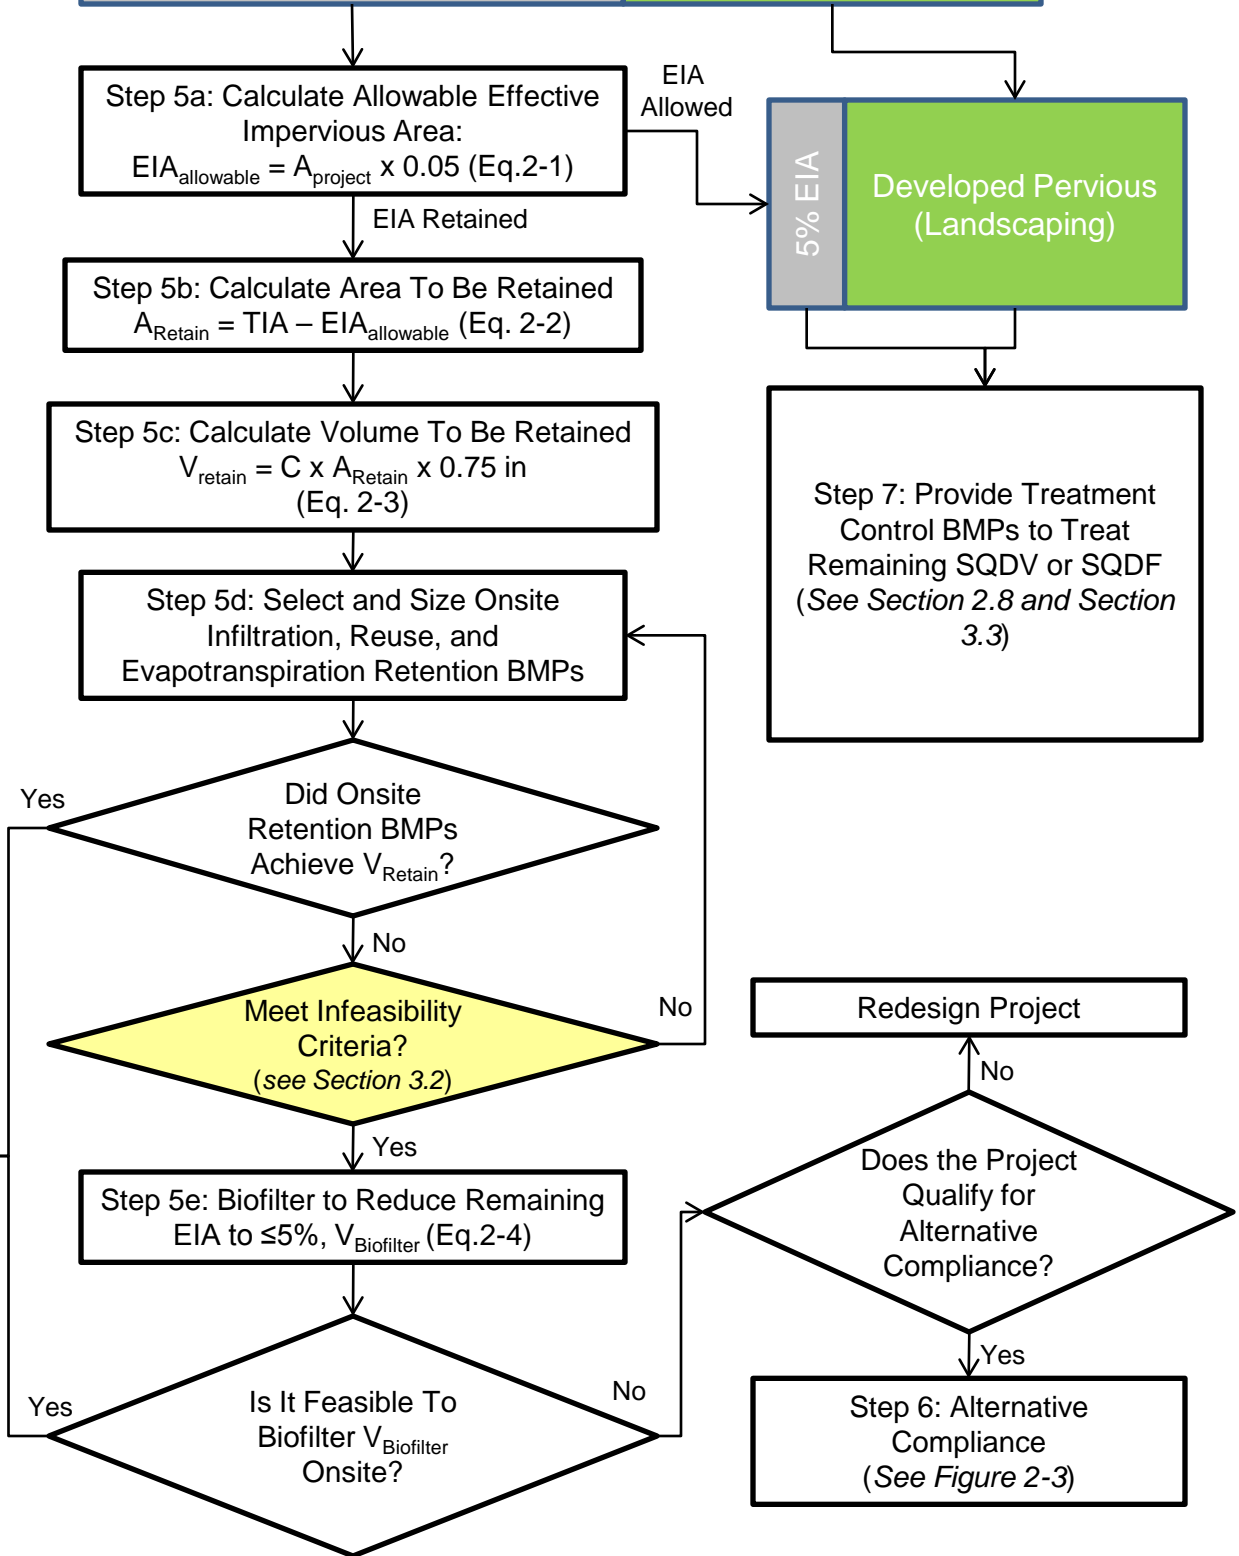 Step 5a: Calculate Allowable Effective
Impervious Area:
EIAallowable = Aproject x 0.05 (Eq.2-1)
EIA
Allowed
5% EIA
Developed Pervious
(Landscaping)
EIA Retained
Step 5b: Calculate Area To Be Retained
ARetain = TIA – EIAallowable (Eq. 2-2)
Step 5c: Calculate Volume To Be Retained
Vretain = C x ARetain x 0.75 in
(Eq. 2-3)
Step 7: Provide Treatment
Control BMPs to Treat
Remaining SQDV or SQDF
(See Section 2.8 and Section
3.3)
Step 5d: Select and Size Onsite
Infiltration, Reuse, and
Evapotranspiration Retention BMPs
Yes
Did Onsite
Retention BMPs
Achieve VRetain?
No
Meet Infeasibility
Criteria?
(see Section 3.2)
No
Redesign Project
No
Yes
Step 5e: Biofilter to Reduce Remaining
EIA to ≤5%, VBiofilter (Eq.2-4)
Does the Project
Qualify for
Alternative
Compliance?
Yes
Yes
Is It Feasible To
Biofilter VBiofilter
Onsite?
No
Step 6: Alternative
Compliance
(See Figure 2-3)